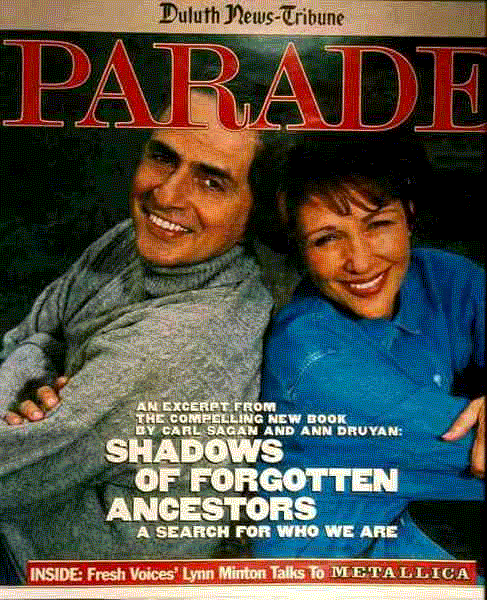 Duluth News-Tribune
PARADE
AN EXCERPT FROM
THE COMPELLING NEW BOOK
BY CARL SAGAN AND ANN DRUYAN:
SHADOWS
OF FORGOTTEN
ANCESTORS
A SEARCH FOR WHO WE ARE
INSIDE: Fresh Voices' Lynn Minton Talks To METALLICA